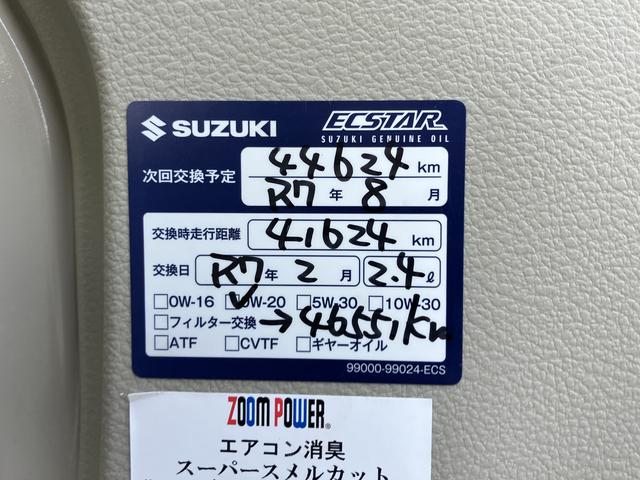 SUZUKI ECSTAR
SUZUKI GENUINE OIL
次回交換予定 44624 km
R7 年 8 月
交換時走行距離 41624 km
交換日 R7 年 2 月 2.4 ℓ
□0W-16 □0W-20 □5W-30 □10W-30
□フィルター交換 →46551Km
□ATF □CVTF □ギヤーオイル
99000-99024-ECS
ZOOM POWER®
エアコン消臭
スーパースメルカット